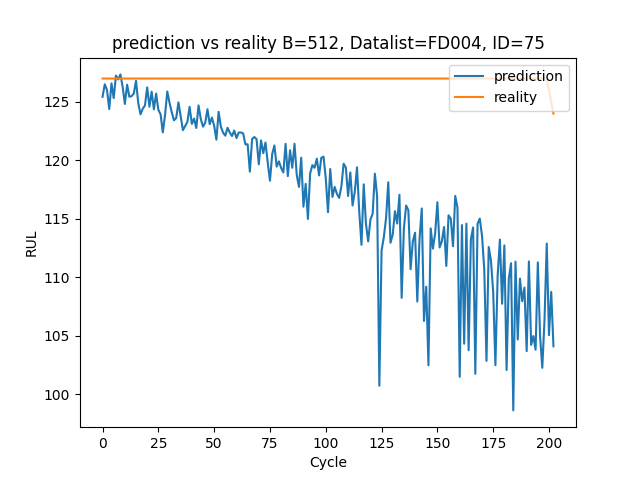 prediction vs reality B=512, Datalist=FD004, ID=75
prediction
reality
125
120
115
110
105
100
RUL
0 25 50 75 100 125 150 175 200
Cycle